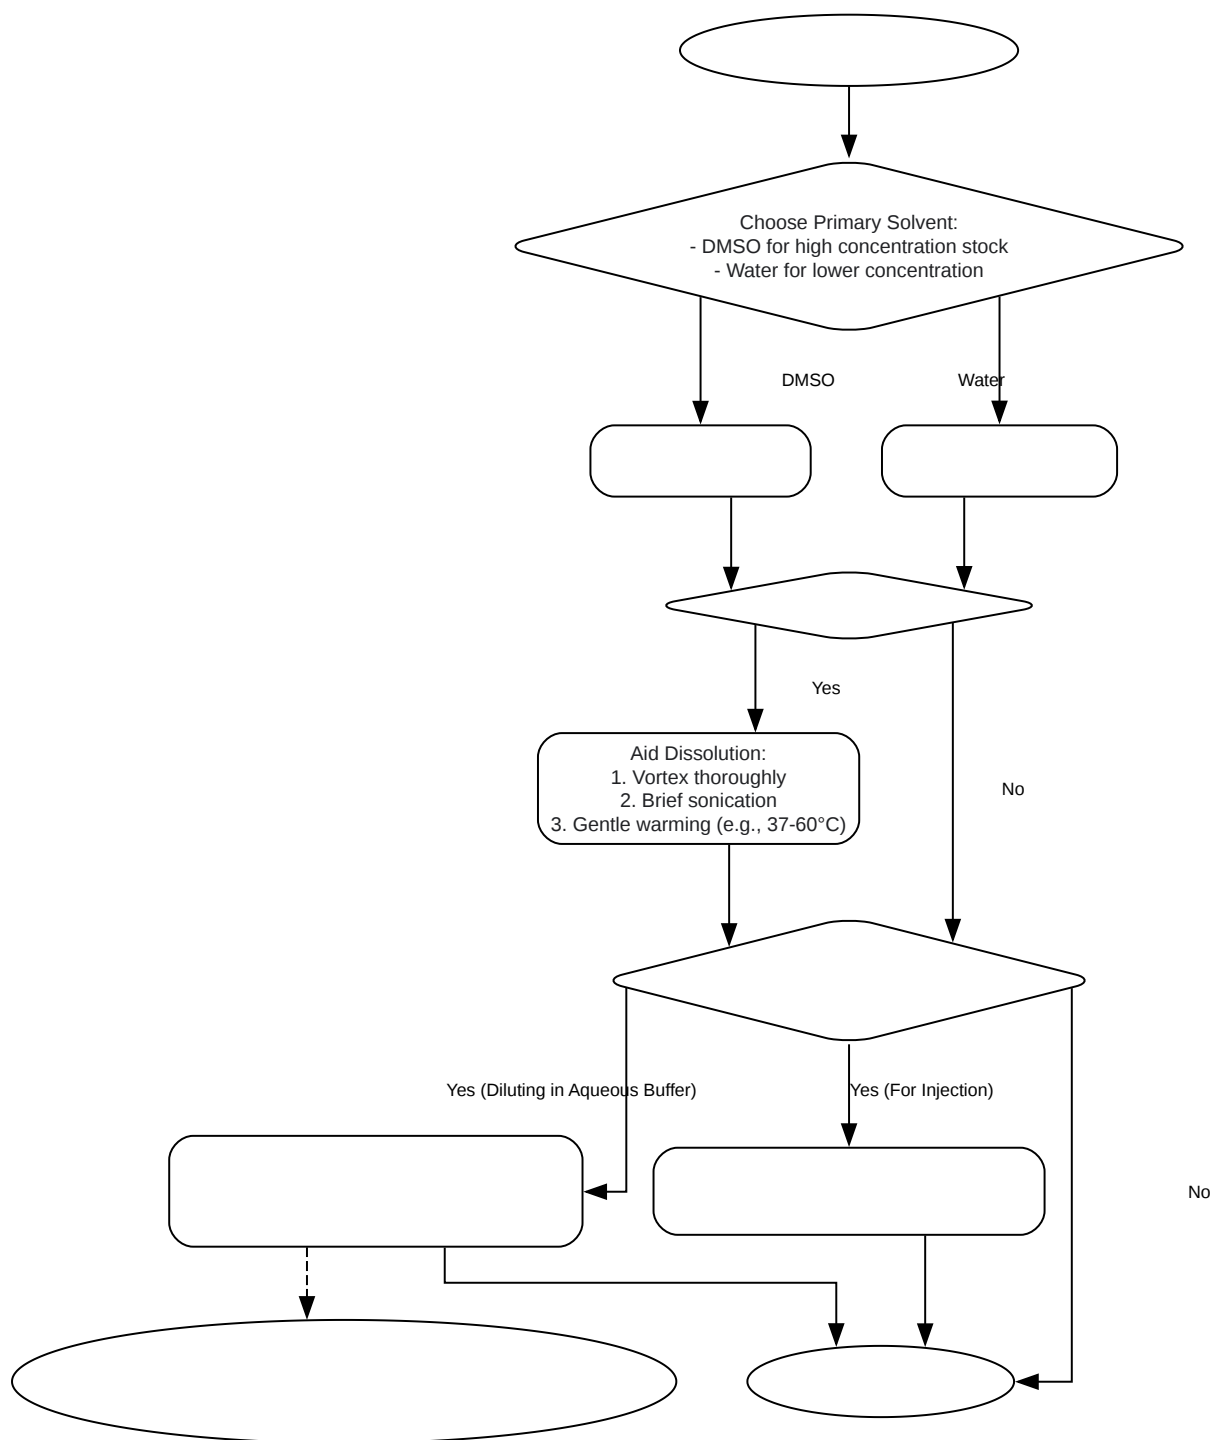 Choose Primary Solvent:
- DMSO for high concentration stock
- Water for lower concentration
DMSO
Water
Yes
Aid Dissolution:
1. Vortex thoroughly
2. Brief sonication
3. Gentle warming (e.g., 37-60°C)
No
Yes (Diluting in Aqueous Buffer)
Yes (For Injection)
No